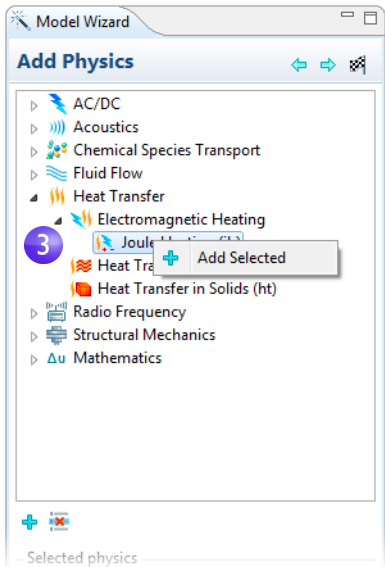 Model Wizard
Add Physics
AC/DC
Acoustics
Chemical Species Transport
Fluid Flow
Heat Transfer
Electromagnetic Heating
3
Joule
Add Selected
Heat Tra
Heat Transfer in Solids (ht)
Radio Frequency
Structural Mechanics
Δu Mathematics
Selected physics